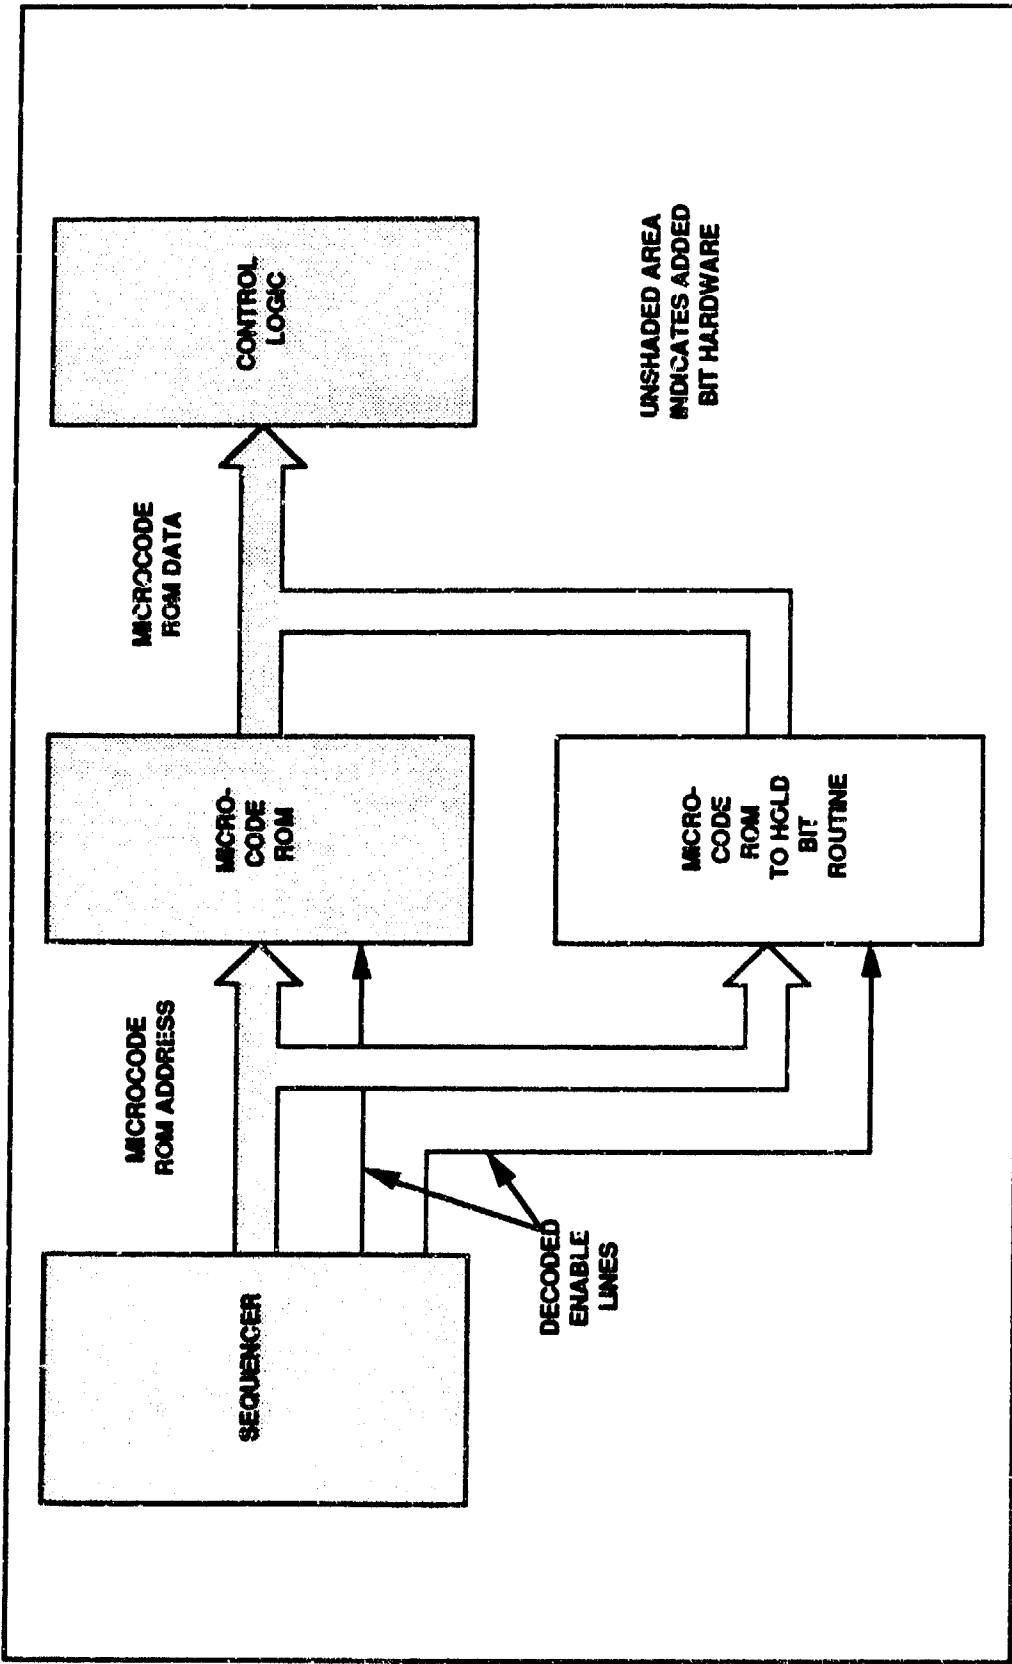 SEQUENCER
MICROCODE
ROM ADDRESS
MICRO-
CODE
ROM
MICROCODE
ROM DATA
CONTROL
LOGIC
DECODED
ENABLE
LINES
MICRO-
CODE
ROM
TO HOLD
BIT
ROUTINE
UNSHADED AREA
INDICATES ADDED
BIT HARDWARE